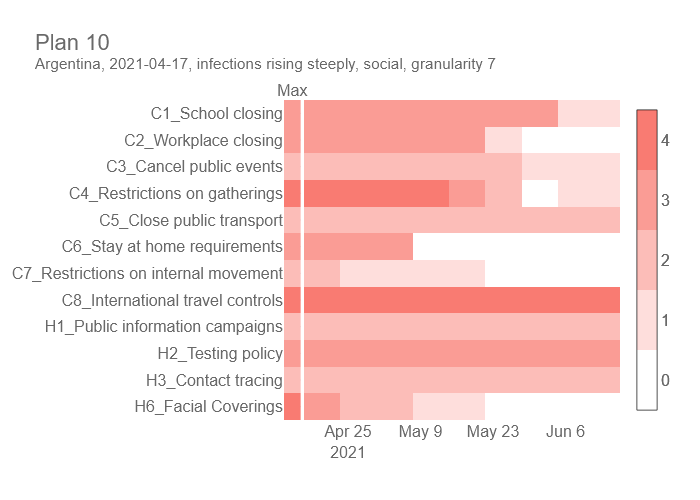 Plan 10
Argentina, 2021-04-17, infections rising steeply, social, granularity 7
Max
C1_School closing
C2_Workplace closing
C3_Cancel public events
C4_Restrictions on gatherings
C5_Close public transport
C6_Stay at home requirements
C7_Restrictions on internal movement
C8_International travel controls
H1_Public information campaigns
H2_Testing policy
H3_Contact tracing
H6_Facial Coverings
Apr 25 May 9 May 23 Jun 6
2021
4
3
2
1
0